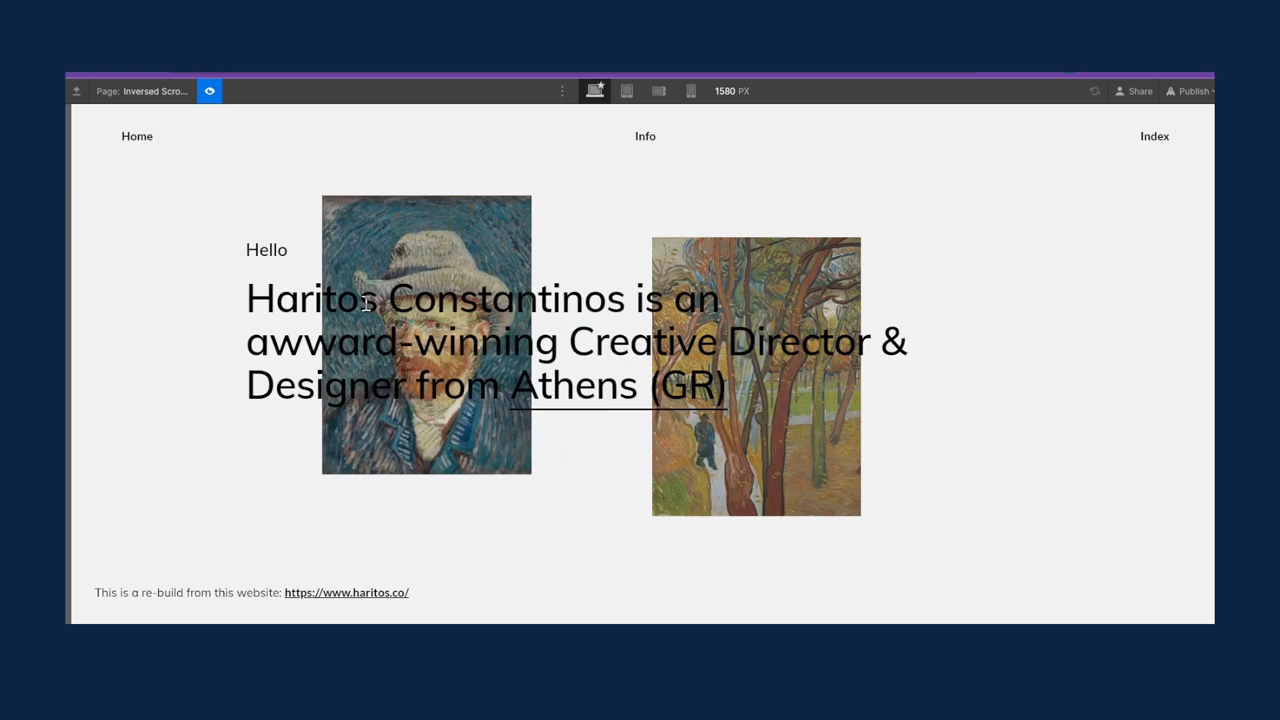 Page: Inversed Scro...
1580 PX
Share
Publish
Home
Info
Index
Hello
Haritos Constantinos is an
awward-winning Creative Director &
Designer from Athens (GR)
This is a re-build from this website: https://www.haritos.co/